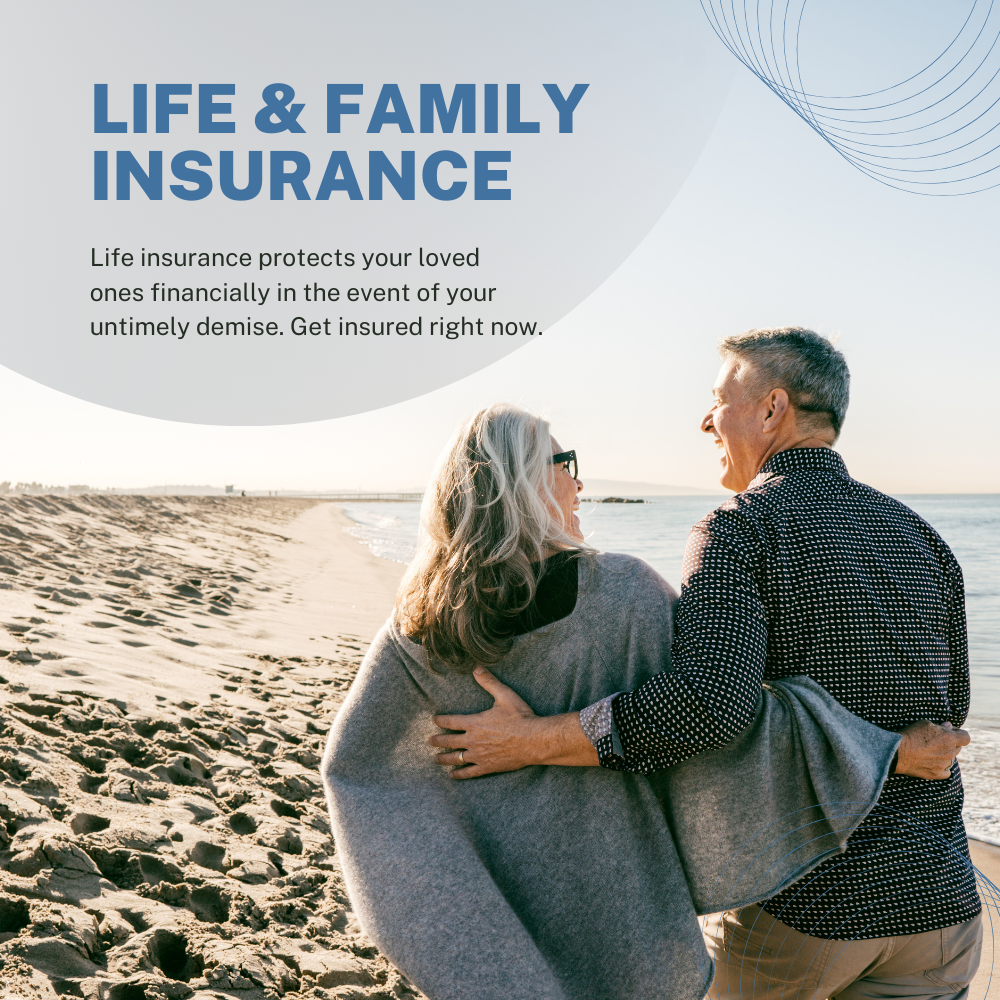 LIFE & FAMILY
INSURANCE
Life insurance protects your loved
ones financially in the event of your
untimely demise. Get insured right now.